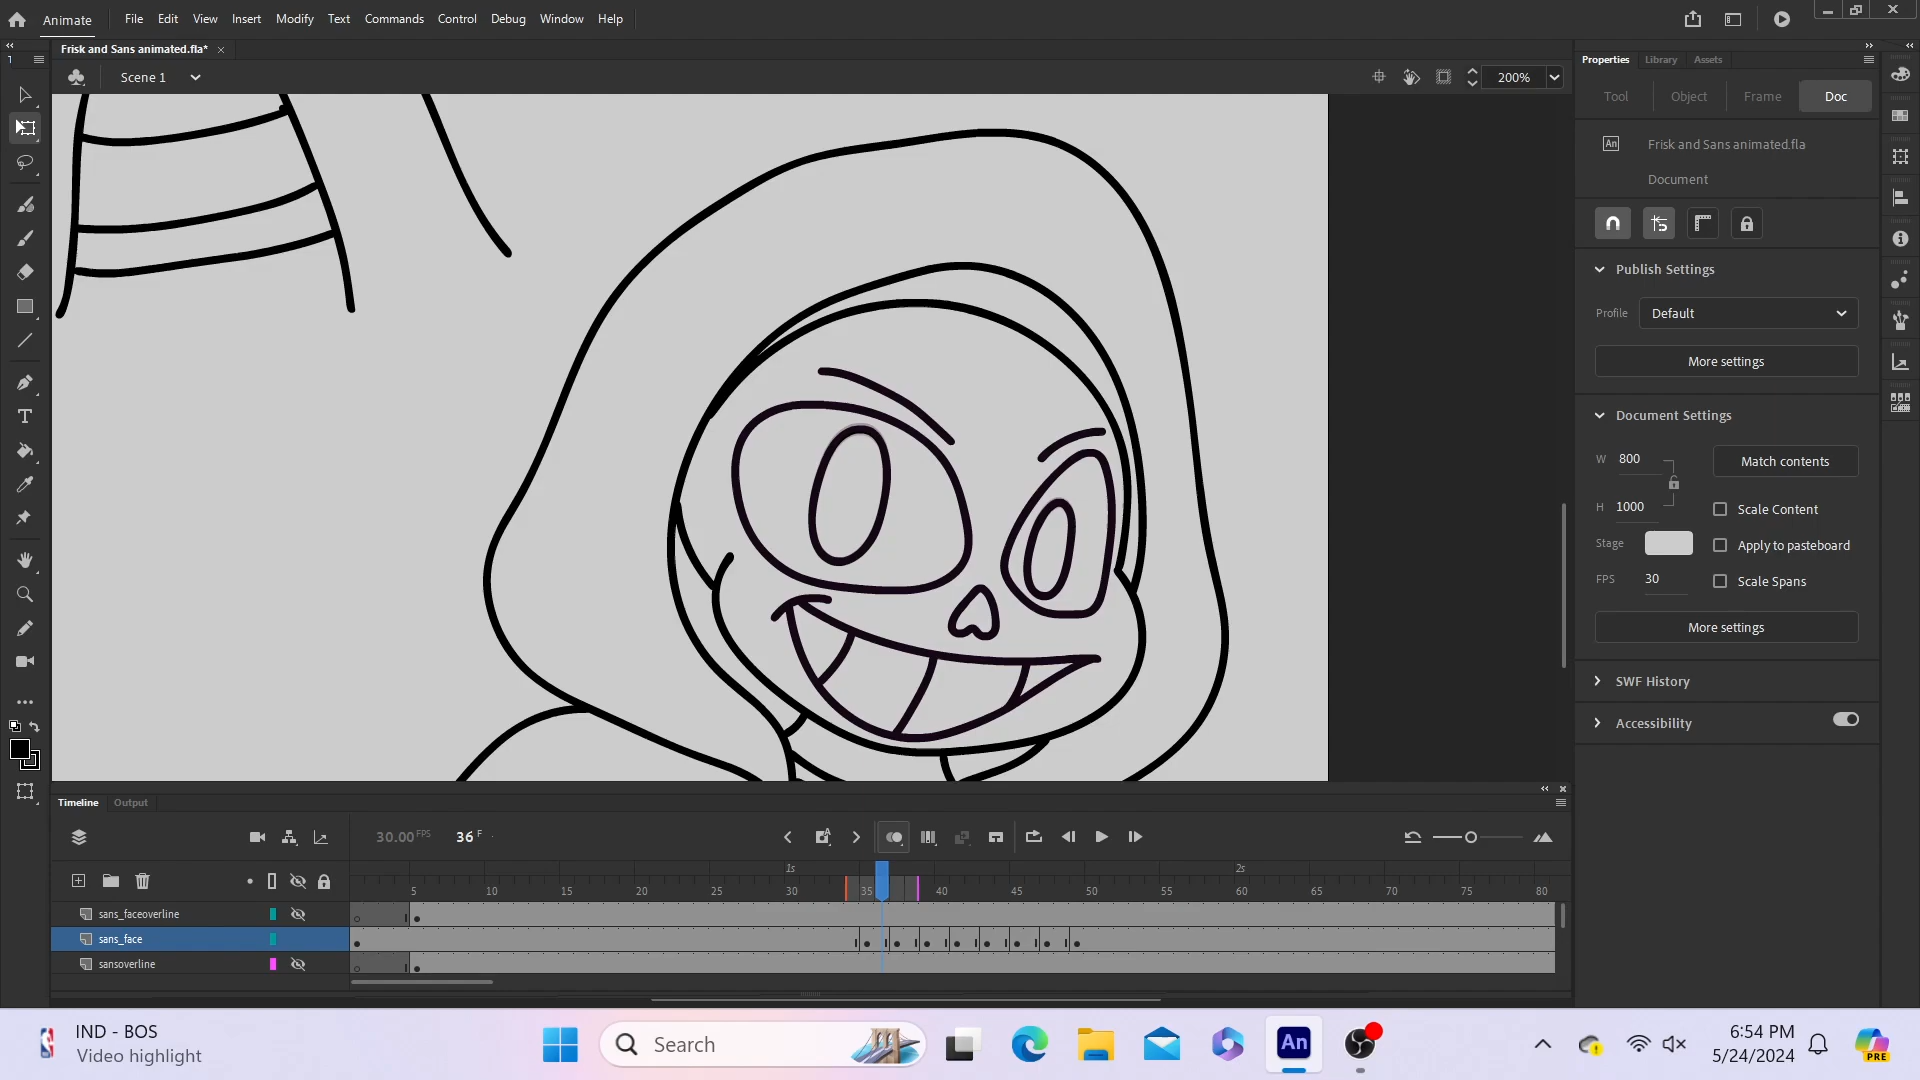 Animate File Edit View Insert Modify Text Commands Control Debug Window Help
Frisk and Sans animated.fla*
Scene 1
200%
Properties Library Assets
Tool Object Frame Doc
An Frisk and Sans animated.fla
Document
Publish Settings
Profile Default
More settings
Document Settings
W 800 Match contents
H 1000 Scale Content
Stage Apply to pasteboard
FPS 30 Scale Spans
More settings
SWF History
Accessibility
Timeline Output
30.00 FPS 36 F
1s 2s
5 10 15 20 25 30 35 40 45 50 55 60 65 70 75 80
sans_faceoverline
sans_face
sansoverline
IND - BOS
Video highlight
Search
An
6:54 PM
5/24/2024
PRE